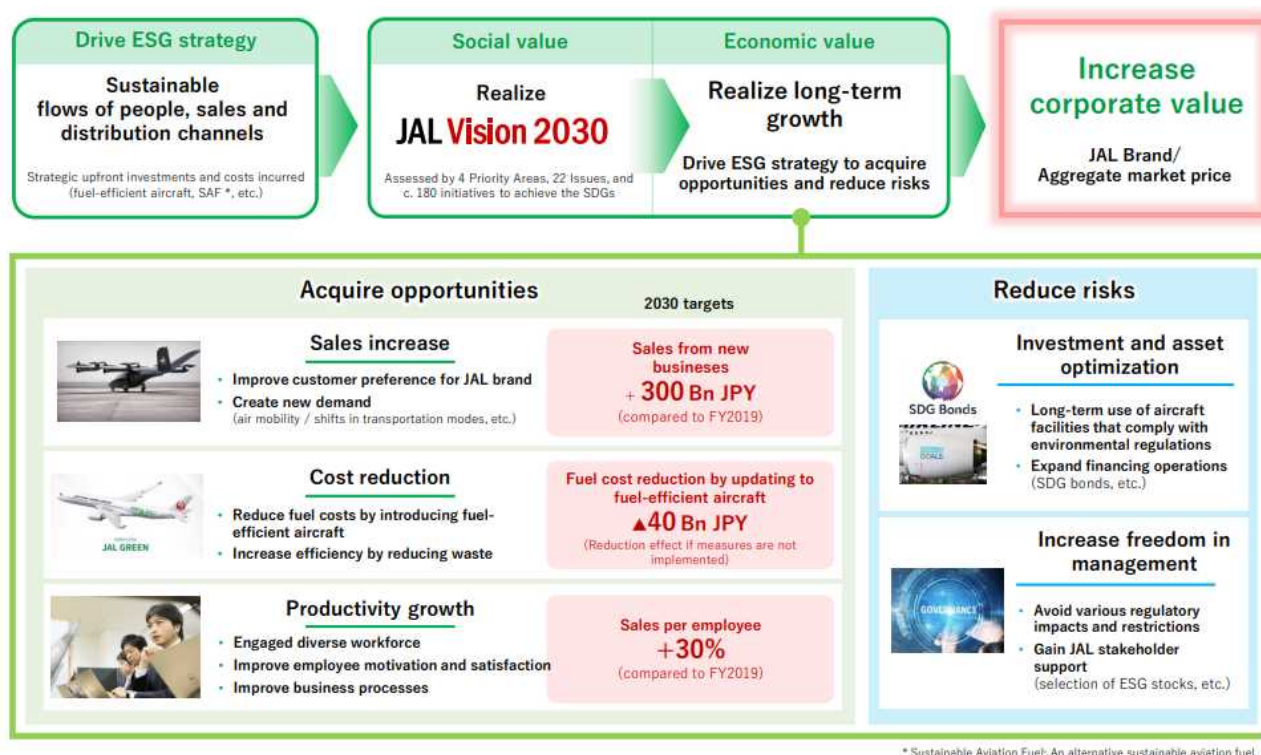 Drive ESG strategy
Sustainable
flows of people, sales and
distribution channels
Strategic upfront investments and costs incurred
(fuel-efficient aircraft, SAF *, etc.)
Social value
Realize
JAL Vision 2030
Assessed by 4 Priority Areas, 22 Issues, and
c. 180 initiatives to achieve the SDGs
Economic value
Realize long-term
growth
Drive ESG strategy to acquire
opportunities and reduce risks
Increase
corporate value
JAL Brand/
Aggregate market price
Acquire opportunities
2030 targets
Sales increase
• Improve customer preference for JAL brand
• Create new demand
(air mobility / shifts in transportation modes, etc.)
Sales from new
busineses
+ 300 Bn JPY
(compared to FY2019)
Cost reduction
• Reduce fuel costs by introducing fuel-
efficient aircraft
• Increase efficiency by reducing waste
JAL GREEN
Fuel cost reduction by updating to
fuel-efficient aircraft
▲40 Bn JPY
(Reduction effect if measures are not
implemented)
Productivity growth
• Engaged diverse workforce
• Improve employee motivation and satisfaction
• Improve business processes
Sales per employee
+30%
(compared to FY2019)
Reduce risks
Investment and asset
optimization
SDG Bonds
GOALS
• Long-term use of aircraft
facilities that comply with
environmental regulations
• Expand financing operations
(SDG bonds, etc.)
Increase freedom in
management
GOVERNANCE
• Avoid various regulatory
impacts and restrictions
• Gain JAL stakeholder
support
(selection of ESG stocks, etc.)
* Sustainable Aviation Fuel: An alternative sustainable aviation fuel